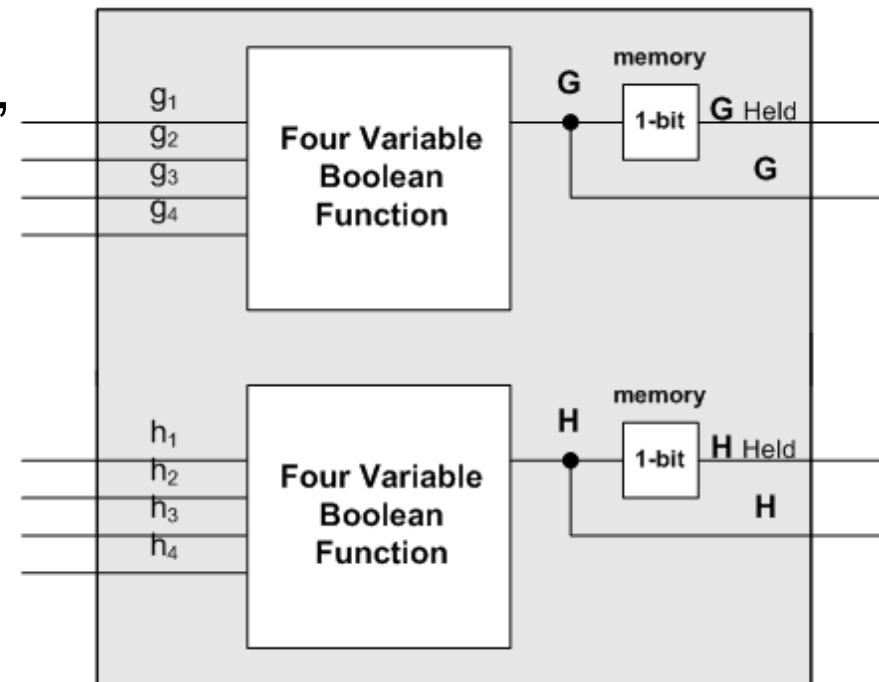 ,
g₁
g₂
g₃
g₄
Four Variable
Boolean
Function
G
memory
1-bit
G Held
G
h₁
h₂
h₃
h₄
Four Variable
Boolean
Function
H
memory
1-bit
H Held
H